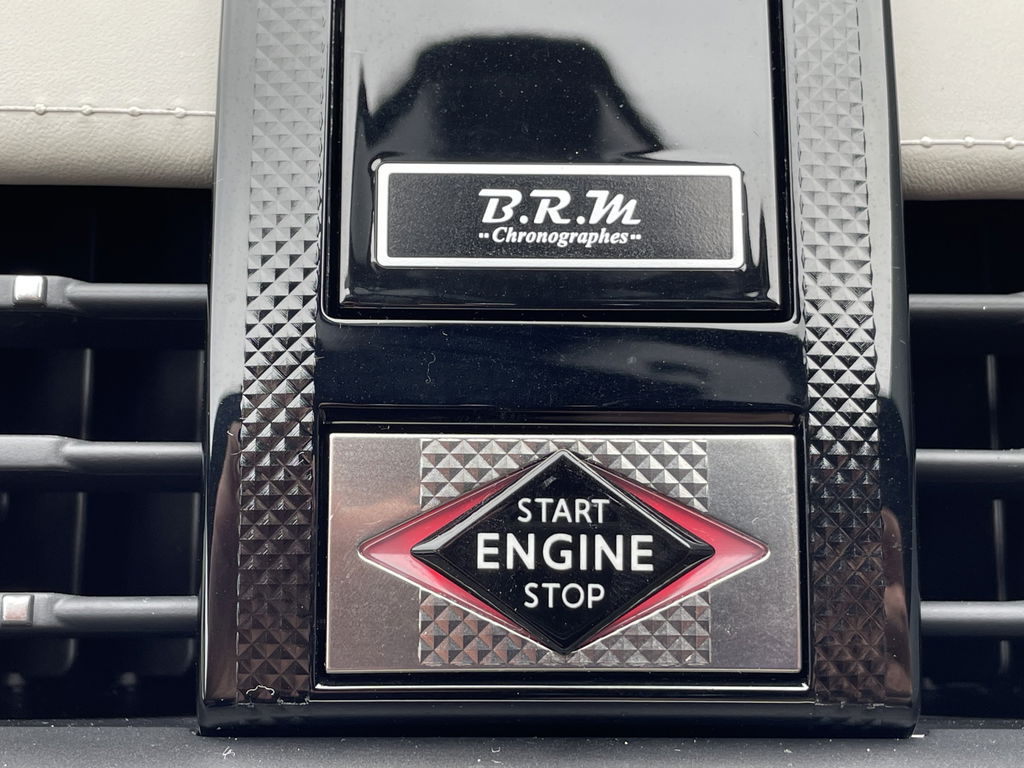 B.R.M
··Chronographes··
START
ENGINE
STOP